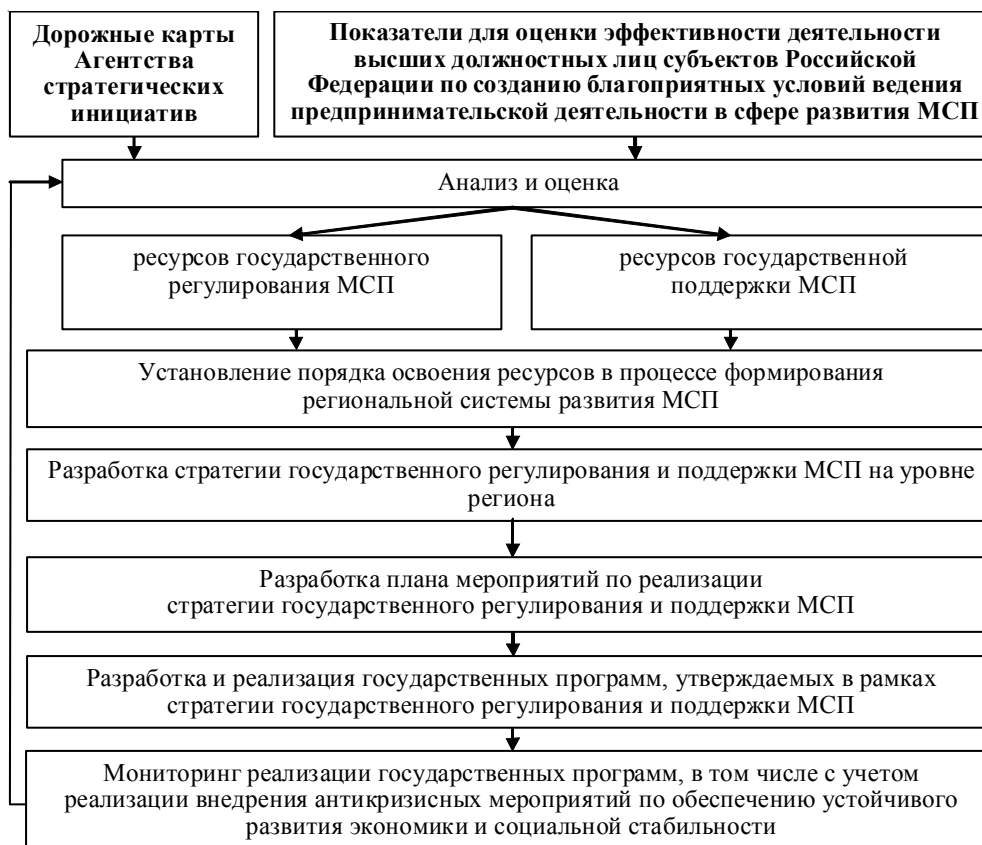 Дорожные карты
Агентства
стратегических
инициатив
Показатели для оценки эффективности деятельности
высших должностных лиц субъектов Российской
Федерации по созданию благоприятных условий ведения
предпринимательской деятельности в сфере развития МСП
Анализ и оценка
ресурсов государственного
регулирования МСП
ресурсов государственной
поддержки МСП
Установление порядка освоения ресурсов в процессе формирования
региональной системы развития МСП
Разработка стратегии государственного регулирования и поддержки МСП на уровне
региона
Разработка плана мероприятий по реализации
стратегии государственного регулирования и поддержки МСП
Разработка и реализация государственных программ, утверждаемых в рамках
стратегии государственного регулирования и поддержки МСП
Мониторинг реализации государственных программ, в том числе с учетом
реализации внедрения антикризисных мероприятий по обеспечению устойчивого
развития экономики и социальной стабильности